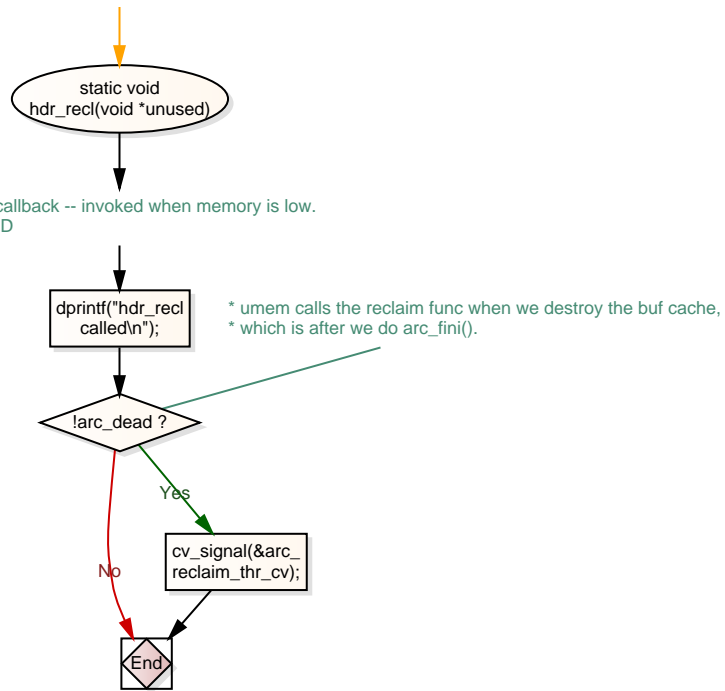 static void
hdr_recl(void *unused)
callback -- invoked when memory is low.
D
dprintf("hdr_recl
called\n");
* umem calls the reclaim func when we destroy the buf cache,
* which is after we do arc_fini().
!arc_dead ?
Yes
cv_signal(&arc_
reclaim_thr_cv);
No
End